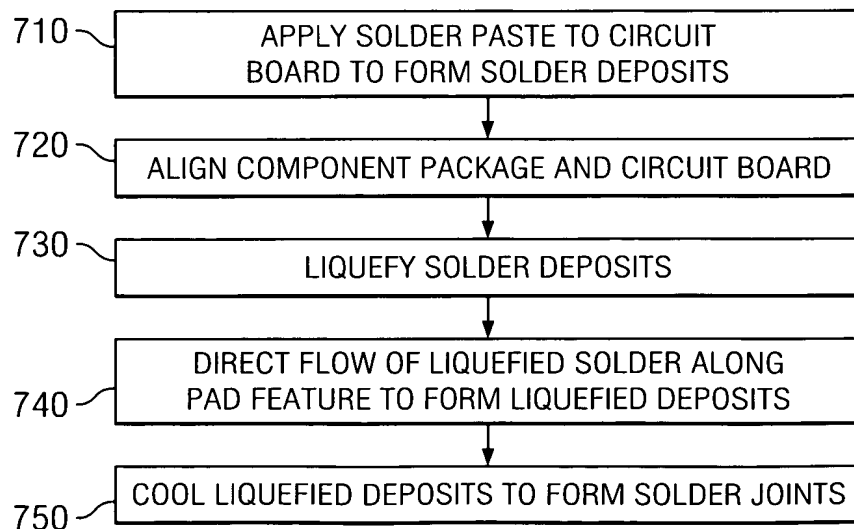 710
APPLY SOLDER PASTE TO CIRCUIT
BOARD TO FORM SOLDER DEPOSITS
720
ALIGN COMPONENT PACKAGE AND CIRCUIT BOARD
730
LIQUEFY SOLDER DEPOSITS
740
DIRECT FLOW OF LIQUEFIED SOLDER ALONG
PAD FEATURE TO FORM LIQUEFIED DEPOSITS
750
COOL LIQUEFIED DEPOSITS TO FORM SOLDER JOINTS